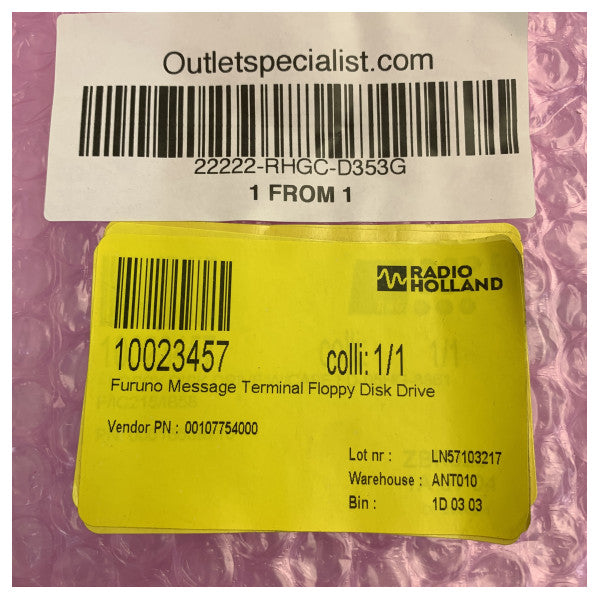 Outletspecialist.com
22222-RHGC-D353G
1 FROM 1
RADIO
HOLLAND
10023457 colli: 1/1
Furuno Message Terminal Floppy Disk Drive
Vendor PN : 00107754000
Lot nr : LN57103217
Warehouse : ANT010
Bin : 1D 03 03